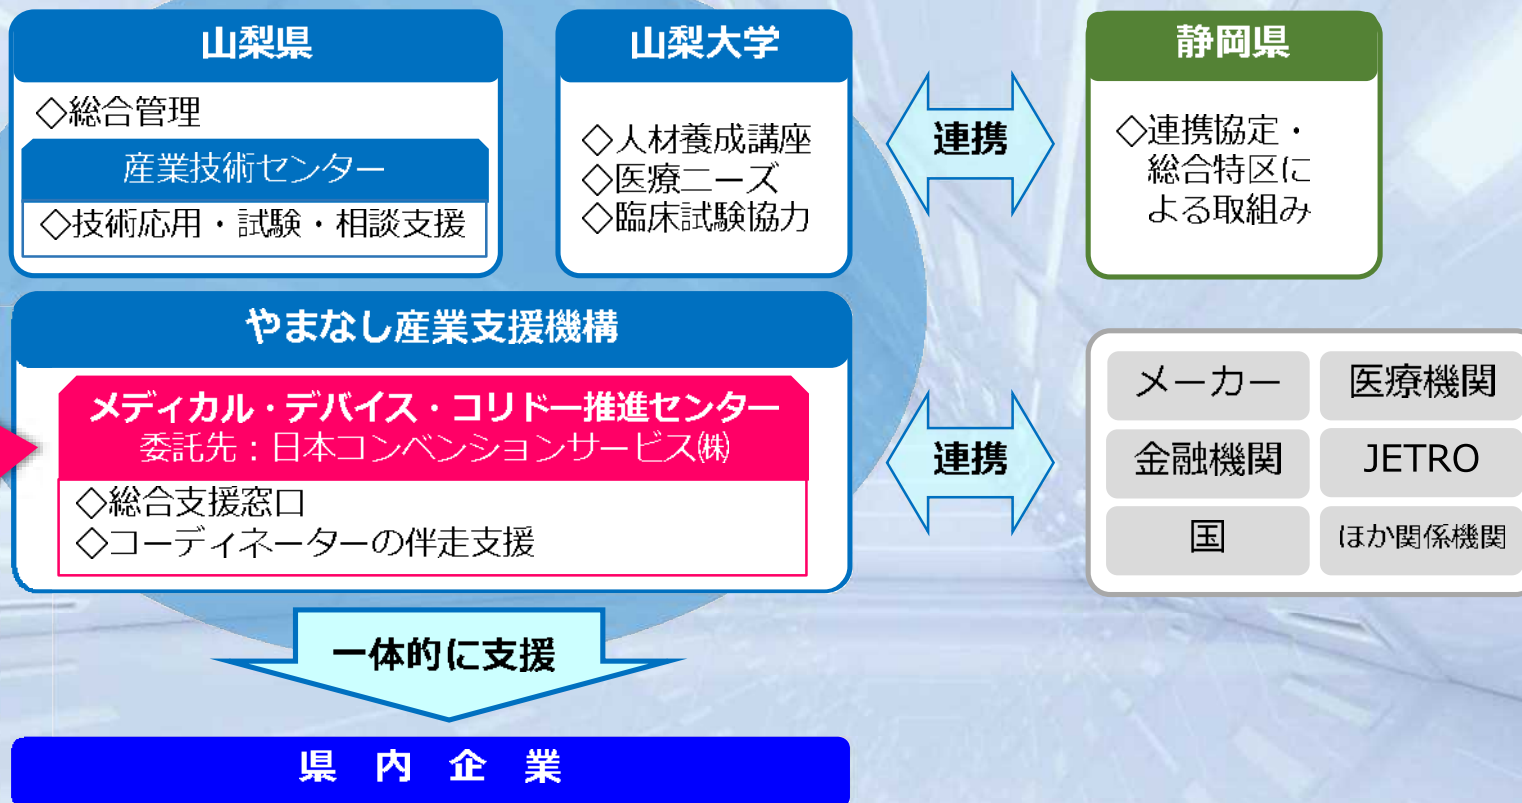 山梨県
◇総合管理
産業技術センター
◇技術応用・試験・相談支援
山梨大学
◇人材養成講座
◇医療ニーズ
◇臨床試験協力
連携
静岡県
◇連携協定・
総合特区に
よる取組み
やまなし産業支援機構
メディカル・デバイス・コリドー推進センター
委託先：日本コンベンションサービス㈱
◇総合支援窓口
◇コーディネーターの伴走支援
連携
メーカー
医療機関
金融機関
JETRO
国
ほか関係機関
一体的に支援
県内企業